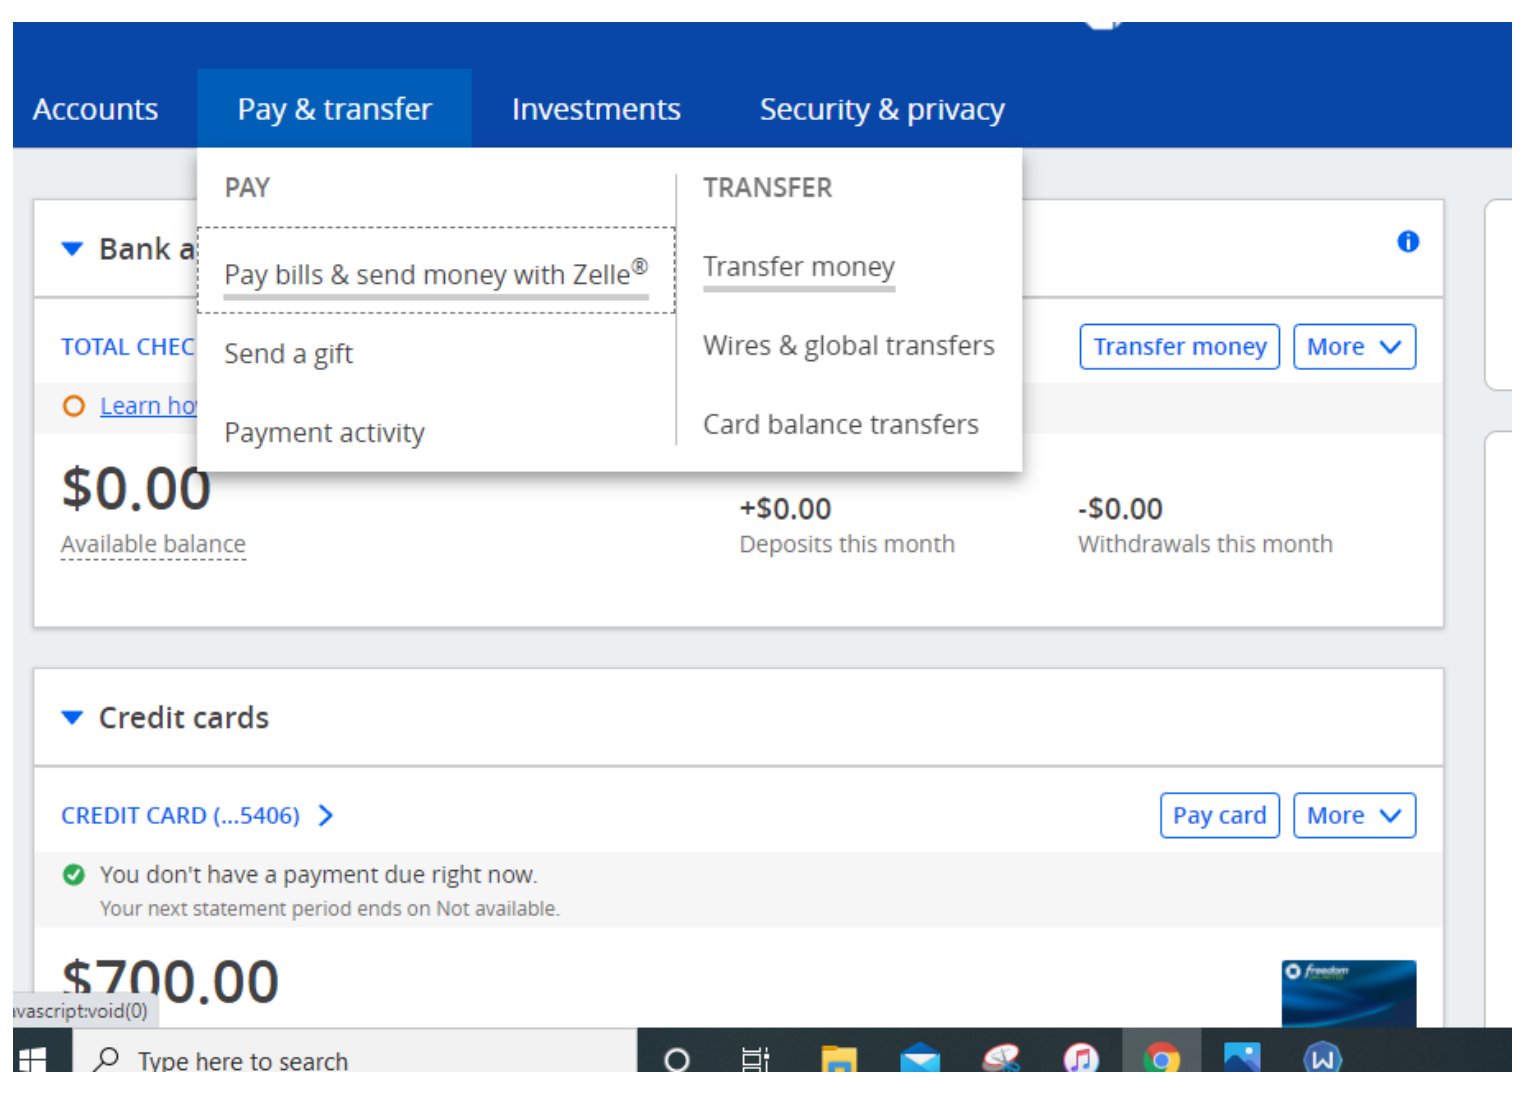 Accounts Pay & transfer Investments Security & privacy
PAY
Pay bills & send money with Zelle®
Send a gift
Payment activity
TRANSFER
Transfer money
Wires & global transfers
Card balance transfers
Bank a
TOTAL CHEC
Transfer money More
Learn ho
$0.00
Available balance
+$0.00
Deposits this month
-$0.00
Withdrawals this month
Credit cards
CREDIT CARD (...5406)
Pay card More
You don't have a payment due right now.
Your next statement period ends on Not available.
$700.00
freedom
vascript:void(0)
Type here to search